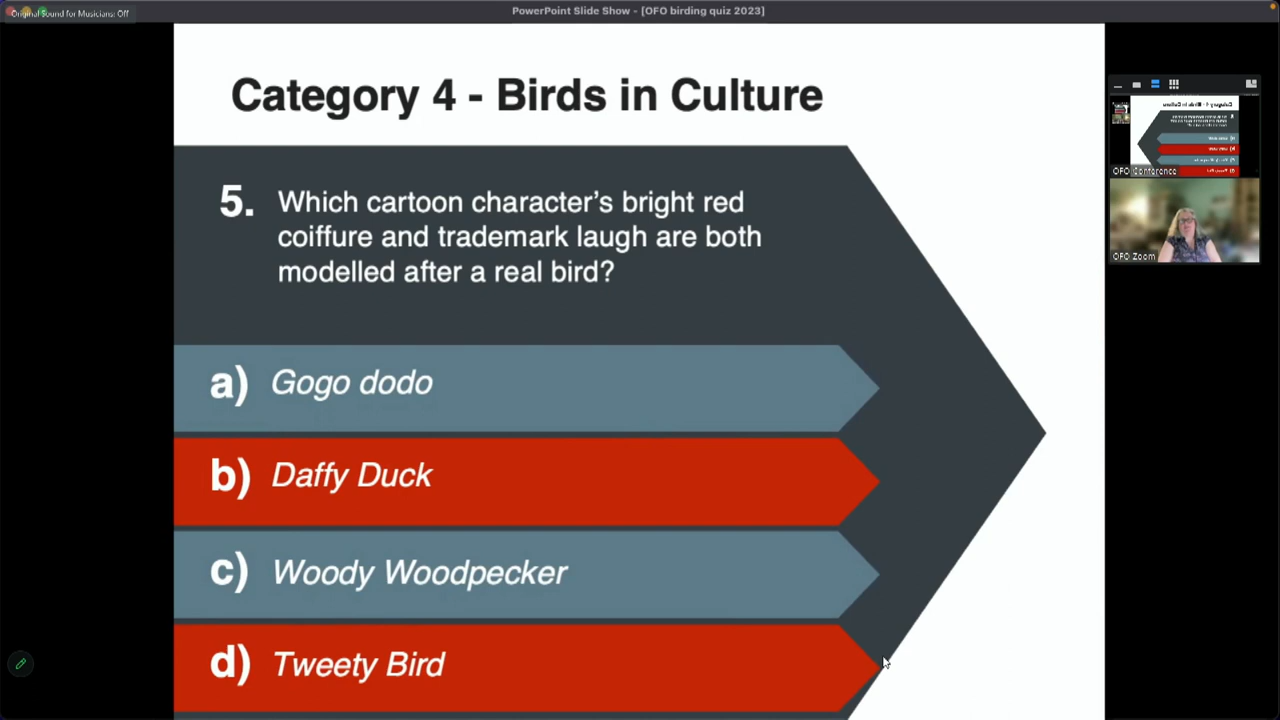 Original Sound for Musicians: Off
PowerPoint Slide Show - [OFO birding quiz 2023]
Category 4 - Birds in Culture
5. Which cartoon character’s bright red
coiffure and trademark laugh are both
modelled after a real bird?
a) Gogo dodo
b) Daffy Duck
c) Woody Woodpecker
d) Tweety Bird
OFO Conference
OFO Zoom